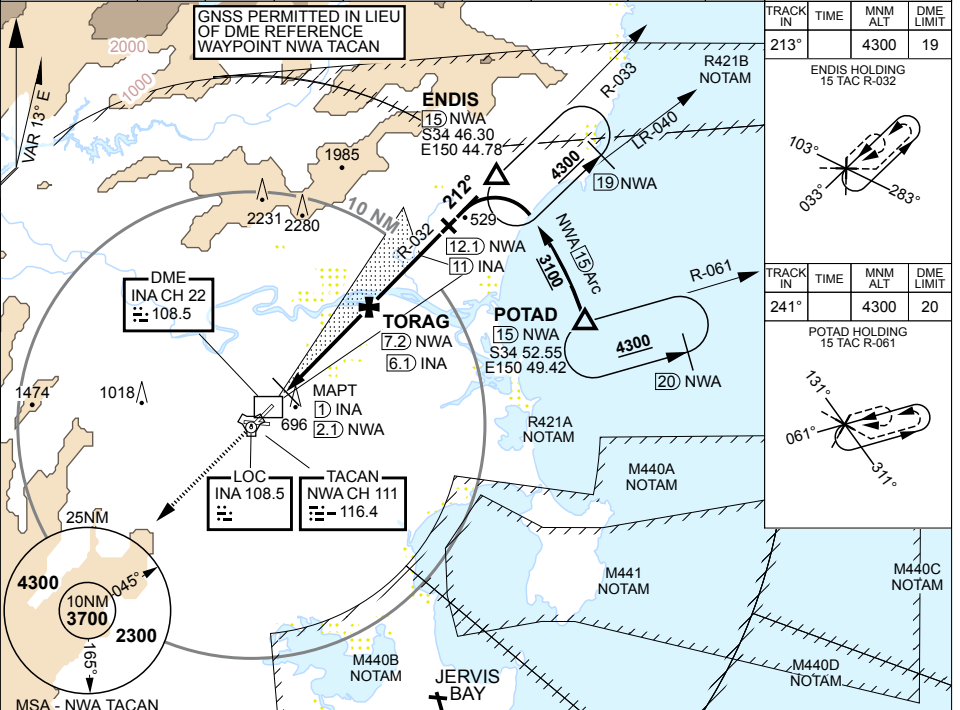 GNSS PERMITTED IN LIEU
OF DME REFERENCE
WAYPOINT NWA TACAN
2000
1000
VAR 13° E
ENDIS
15 NWA
S34 46.30
E150 44.78
R-033
R421B
NOTAM
LR-040
4300
19 NWA
1985
2231
2280
10 NM
212°
R-032
529
12.1 NWA
11 INA
NWA 15 Arc
3100
R-061
DME
INA CH 22
108.5
TORAG
7.2 NWA
6.1 INA
POTAD
15 NWA
S34 52.55
E150 49.42
4300
20 NWA
1474
1018
696
MAPT
1 INA
2.1 NWA
R421A
NOTAM
LOC
INA 108.5
TACAN
NWA CH 111
116.4
M440A
NOTAM
M441
NOTAM
M440C
NOTAM
M440D
NOTAM
M440B
NOTAM
JERVIS
BAY
25NM
4300
045°
10NM
3700
2300
165°
MSA - NWA TACAN
TRACK IN TIME MNM ALT DME LIMIT
213° 4300 19
ENDIS HOLDING
15 TAC R-032
103°
033°
283°
TRACK IN TIME MNM ALT DME LIMIT
241° 4300 20
POTAD HOLDING
15 TAC R-061
131°
061°
311°